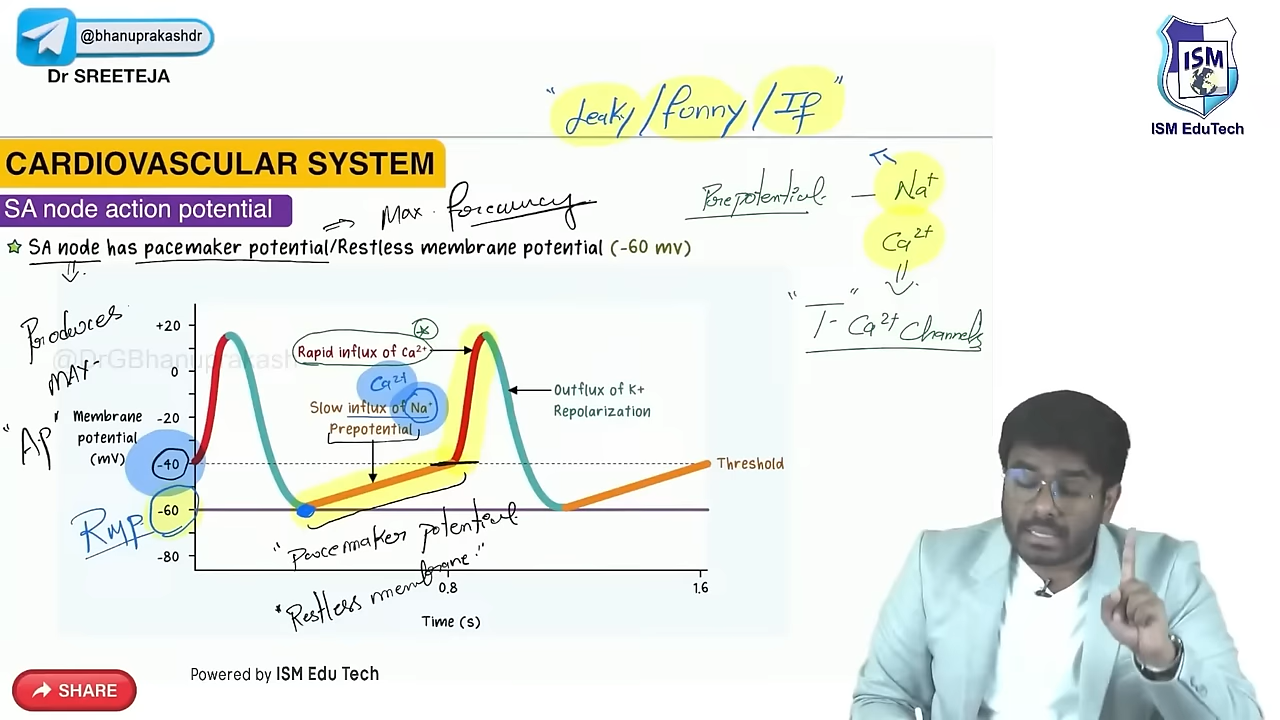 @bhanuprakashdr
Dr SREETEJA
ISM
ISM EduTech
"Leaky/funny/If"
CARDIOVASCULAR SYSTEM
SA node action potential
Max.
Prepotential - Na+
Ca2+
"T-Ca2+ channels
SA node has pacemaker potential/Restless membrane potential (-60 mv)
Produces
MAX-
"AP"
@DrGBhanuprakash
Membrane
potential
(mV)
+20
0
-20
-40
-60
-80
RMP
Rapid influx of Ca2+
Ca2+
Slow influx of Na+
Prepotential
Outflux of K+
Repolarization
Threshold
"Pacemaker potential"
"Restless membrane."
0.8
1.6
Time (s)
Powered by ISM Edu Tech
SHARE